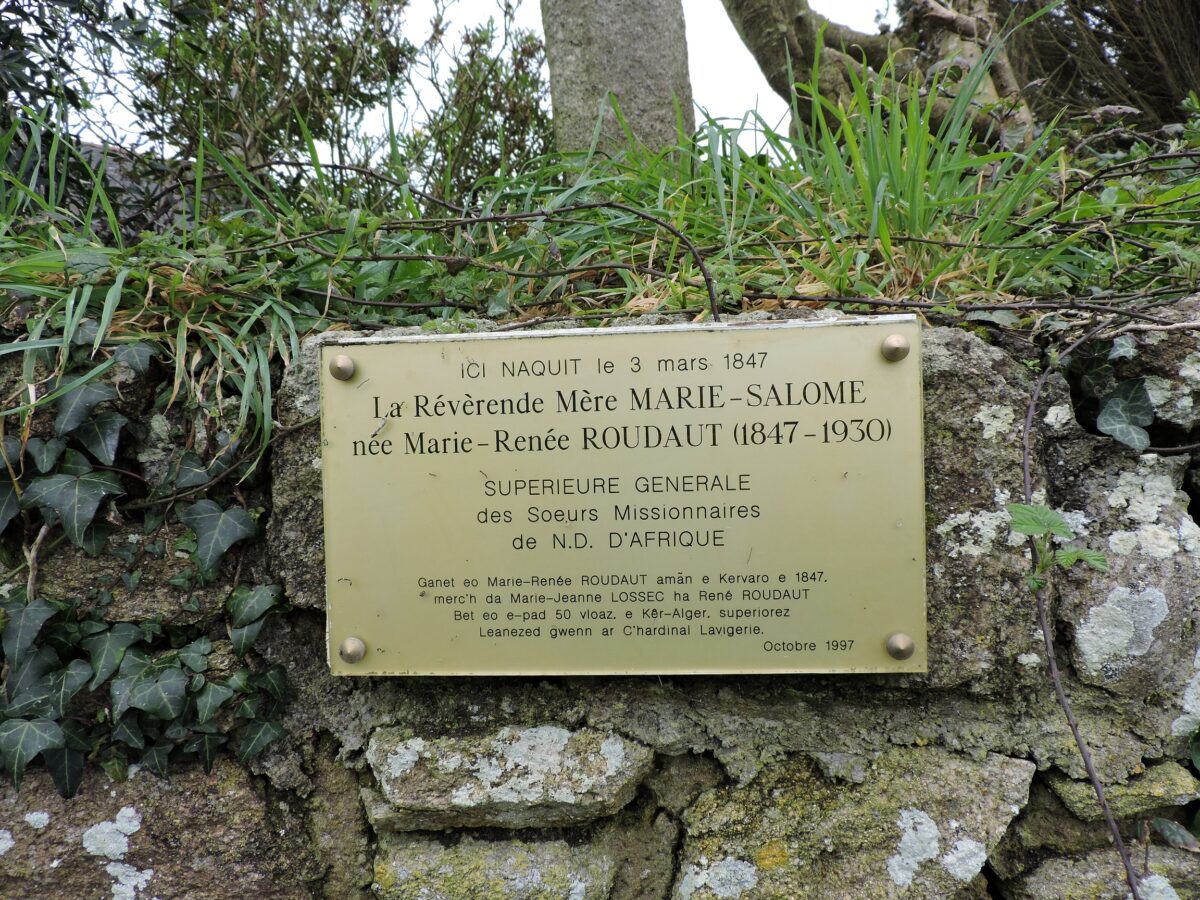 ICI NAQUIT le 3 mars 1847
La Révèrende Mère MARIE-SALOME
née Marie-Renée ROUDAUT (1847-1930)
SUPERIEURE GENERALE
des Soeurs Missionnaires
de N.D. D'AFRIQUE
Ganet eo Marie-Renée ROUDAUT amañ e Kervaro e 1847.
merc'h da Marie-Jeanne LOSSEC ha René ROUDAUT
Bet eo e-pad 50 vloaz, e Kêr-Alger, superiorez
Leanezed gwenn ar C'hardinal Lavigerie.
Octobre 1997